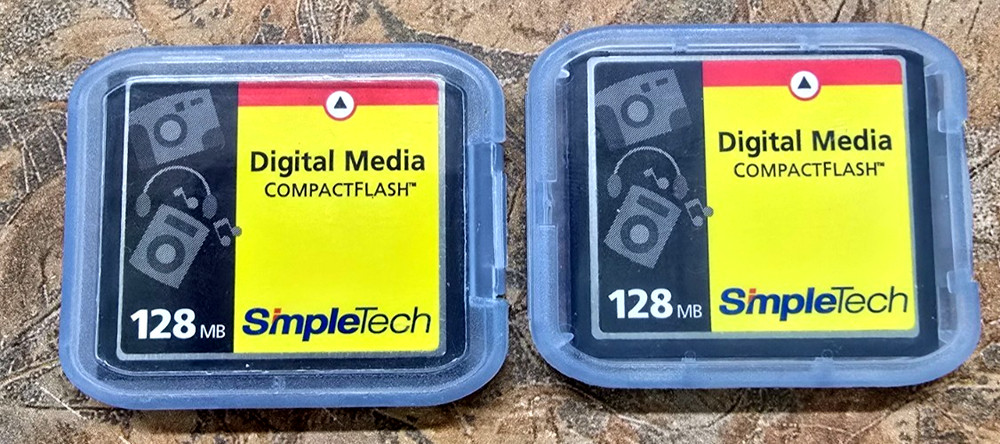 Digital Media
COMPACTFLASH™
128 MB
SimpleTech
Digital Media
COMPACTFLASH™
128 MB
SimpleTech